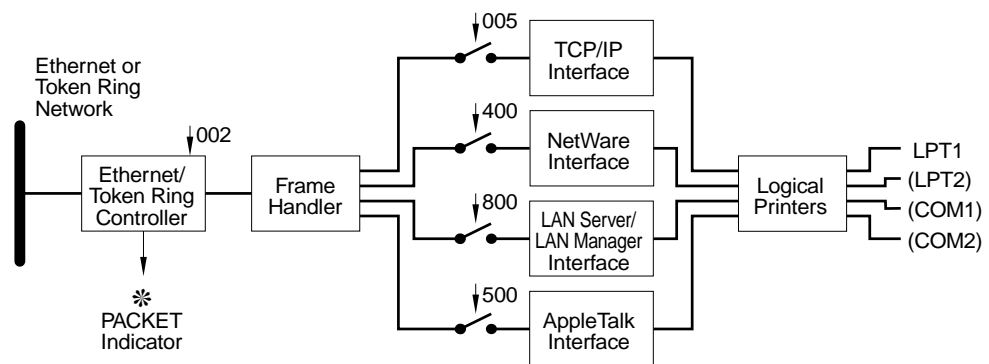 Ethernet or
Token Ring
Network
002
Ethernet/
Token Ring
Controller
PACKET
Indicator
Frame
Handler
005
TCP/IP
Interface
400
NetWare
Interface
800
LAN Server/
LAN Manager
Interface
500
AppleTalk
Interface
Logical
Printers
LPT1
(LPT2)
(COM1)
(COM2)